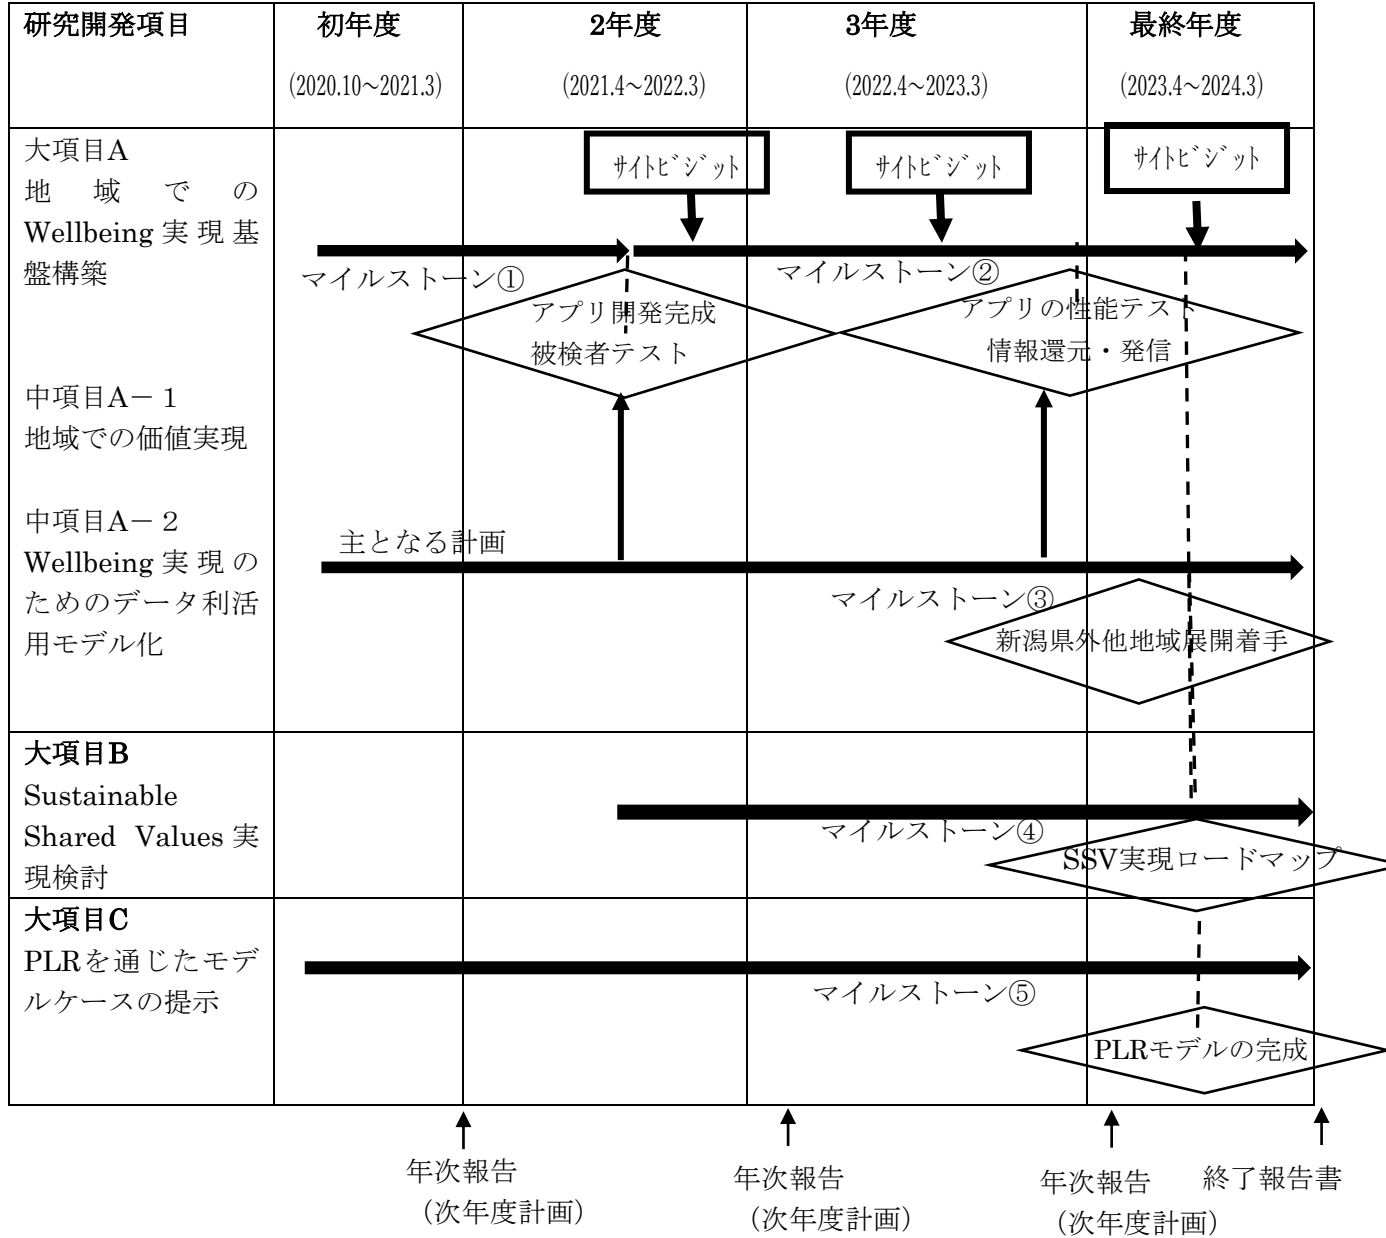 研究開発項目
初年度
2年度
3年度
最終年度
(2020.10~2021.3)
(2021.4~2022.3)
(2022.4~2023.3)
(2023.4~2024.3)
大項目A
地域での
Wellbeing実現基
盤構築
サイトビジット
サイトビジット
サイトビジット
マイルストーン①
マイルストーン②
アプリ開発完成
被検者テスト
アプリの性能テスト
情報還元・発信
中項目A-1
地域での価値実現
中項目A-2
Wellbeing実現の
ためのデータ利活
用モデル化
主となる計画
マイルストーン③
新潟県外他地域展開着手
大項目B
Sustainable
Shared Values実
現検討
マイルストーン④
SSV実現ロードマップ
大項目C
PLRを通じたモデ
ルケースの提示
マイルストーン⑤
PLRモデルの完成
年次報告
(次年度計画)
年次報告
(次年度計画)
年次報告
(次年度計画)
終了報告書